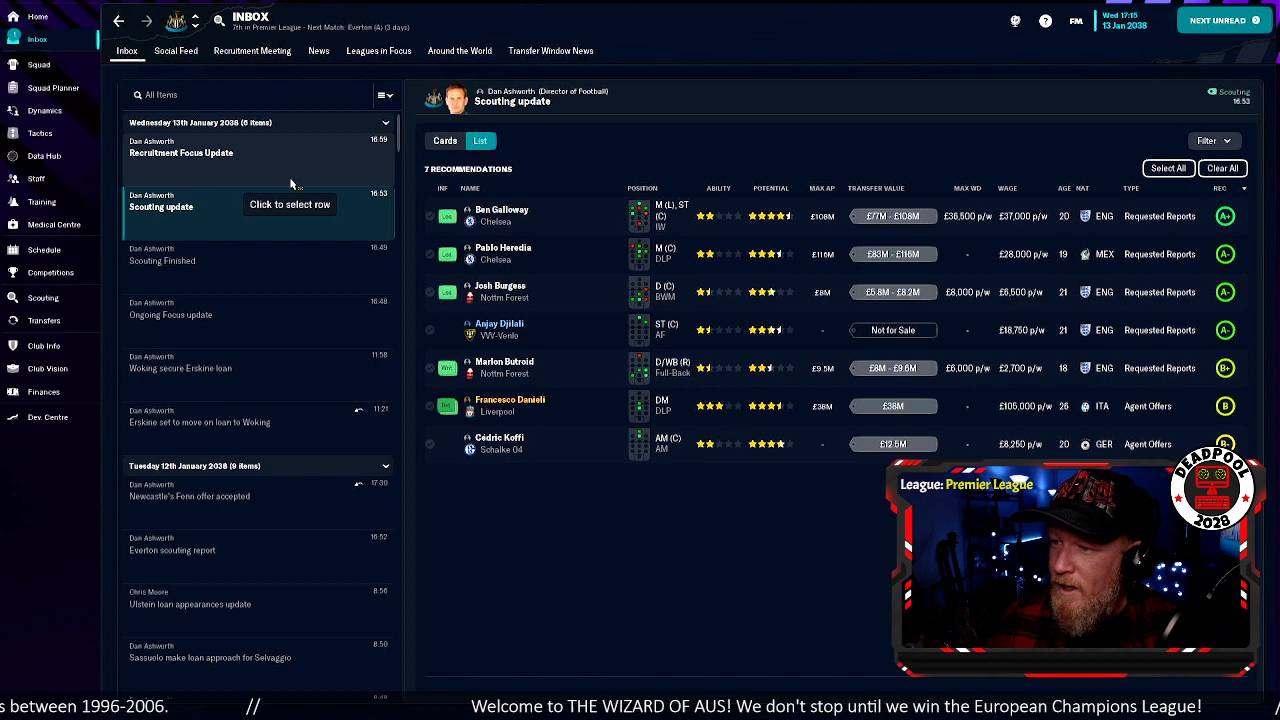 Home
Inbox
Squad
Squad Planner
Dynamics
Tactics
Data Hub
Staff
Training
Medical Centre
Schedule
Competitions
Scouting
Transfers
Club Info
Club Vision
Finances
Dev. Centre
INBOX
7th in Premier League - Next Match: Everton (A) (3 days)
FM
Wed 17:15
13 Jan 2038
NEXT UNREAD
Inbox
Social Feed
Recruitment Meeting
News
Leagues in Focus
Around the World
Transfer Window News
All Items
Wednesday 13th January 2038 (6 items)
Dan Ashworth 16:59
Recruitment Focus Update
Dan Ashworth 16:53
Scouting update
Click to select row
Dan Ashworth 16:49
Scouting Finished
Dan Ashworth 16:48
Ongoing Focus update
Dan Ashworth 11:58
Woking secure Erskine loan
Dan Ashworth 11:21
Erskine set to move on loan to Woking
Tuesday 12th January 2038 (9 items)
Dan Ashworth 17:30
Newcastle's Fenn offer accepted
Dan Ashworth 16:52
Everton scouting report
Chris Moore 8:56
Ulstein loan appearances update
Dan Ashworth 8:50
Sassuolo make loan approach for Selvaggio
Dan Ashworth (Director of Football)
Scouting update
Scouting
16.53
Cards
List
Filter
7 RECOMMENDATIONS
Select All
Clear All
INF NAME POSITION ABILITY POTENTIAL MAX AP TRANSFER VALUE MAX WD WAGE AGE NAT TYPE REC
Loa Ben Galloway Chelsea M (L), ST (C) IW £108M £77M - £108M £36,500 p/w £37,000 p/w 20 ENG Requested Reports A+
Loa Pablo Heredia Chelsea M (C) DLP £116M £83M - £116M - £28,000 p/w 19 MEX Requested Reports A-
Loa Josh Burgess Nottm Forest D (C) BWM £8M £5.8M - £8.2M £8,000 p/w £6,500 p/w 21 ENG Requested Reports A-
Anjay Djilali VVV-Venlo ST (C) AF - Not for Sale - £18,750 p/w 21 ENG Requested Reports A-
Wnt Marlon Butroid Nottm Forest D/WB (R) Full-Back £9.5M £8M - £9.6M £6,000 p/w £2,700 p/w 18 ENG Requested Reports B+
Francesco Danieli Liverpool DM DLP £38M £38M - £105,000 p/w 26 ITA Agent Offers B
Cédric Koffi Schalke 04 AM (C) AM - £12.5M - £8,250 p/w 20 GER Agent Offers B-
League: Premier League
DEADPOOL
2028
s between 1996-2006. // Welcome to THE WIZARD OF AUS! We don't stop until we win the European Champions League!